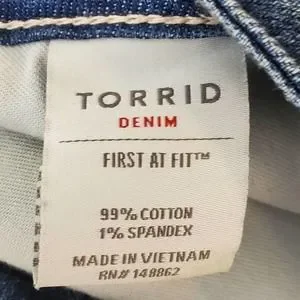 TORRID
DENIM
FIRST AT FIT™
99% COTTON
1% SPANDEX
MADE IN VIETNAM
RN# 148862